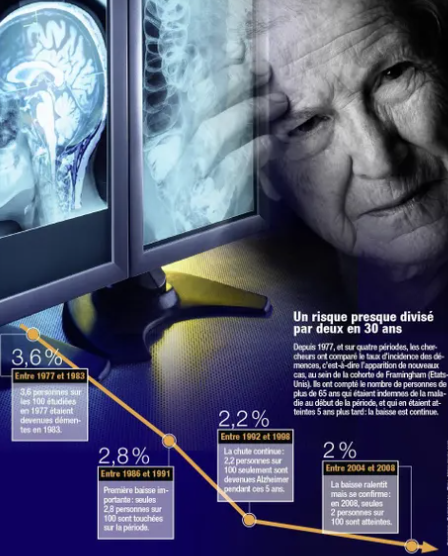 Un risque presque divisé
par deux en 30 ans
Depuis 1977, et sur quatre périodes, les cher-
cheurs ont comparé le taux d'incidence des dé-
mences, c'est-à-dire l'apparition de nouveaux
cas, au sein de la cohorte de Framingham (Etats-
Unis). Ils ont compté le nombre de personnes de
plus de 65 ans qui étaient indemnes de la mala-
die au début de la période, et qui en étaient at-
teintes 5 ans plus tard: la baisse est continue.
3,6%
Entre 1977 et 1983
3,6 personnes sur
les 100 étudiées
en 1977 étaient
devenues démen-
tes en 1983.
2,8%
Entre 1986 et 1991
Première baisse im-
portante: seules
2,8 personnes sur
100 sont touchées
sur la période.
2,2%
Entre 1992 et 1998
La chute continue:
2,2 personnes sur
100 seulement sont
devenues Alzheimer
pendant ces 5 ans.
2%
Entre 2004 et 2008
La baisse ralentit
mais se confirme:
en 2008, seules
2 personnes sur
100 sont atteintes.